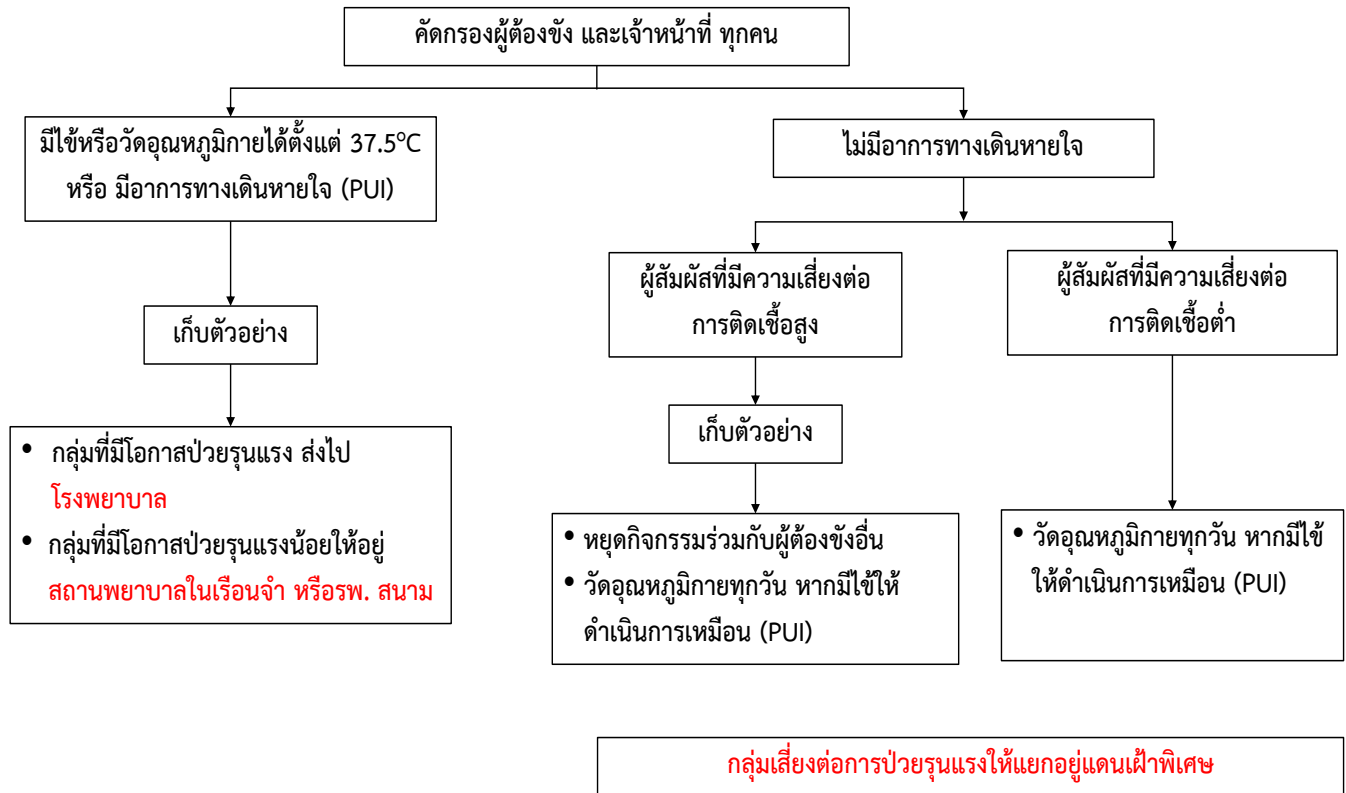 คัดกรองผู้ต้องขัง และเจ้าหน้าที่ ทุกคน
มีไข้หรือวัดอุณหภูมิกายได้ตั้งแต่ 37.5°C
หรือ มีอาการทางเดินหายใจ (PUI)
เก็บตัวอย่าง
• กลุ่มที่มีโอกาสป่วยรุนแรง ส่งไป
โรงพยาบาล
• กลุ่มที่มีโอกาสป่วยรุนแรงน้อยให้อยู่
สถานพยาบาลในเรือนจำ หรือรพ. สนาม
ไม่มีอาการทางเดินหายใจ
ผู้สัมผัสที่มีความเสี่ยงต่อ
การติดเชื้อสูง
เก็บตัวอย่าง
• หยุดกิจกรรมร่วมกับผู้ต้องขังอื่น
• วัดอุณหภูมิกายทุกวัน หากมีไข้ให้
ดำเนินการเหมือน (PUI)
ผู้สัมผัสที่มีความเสี่ยงต่อ
การติดเชื้อต่ำ
• วัดอุณหภูมิกายทุกวัน หากมีไข้
ให้ดำเนินการเหมือน (PUI)
กลุ่มเสี่ยงต่อการป่วยรุนแรงให้แยกอยู่แดนเฝ้าพิเศษ